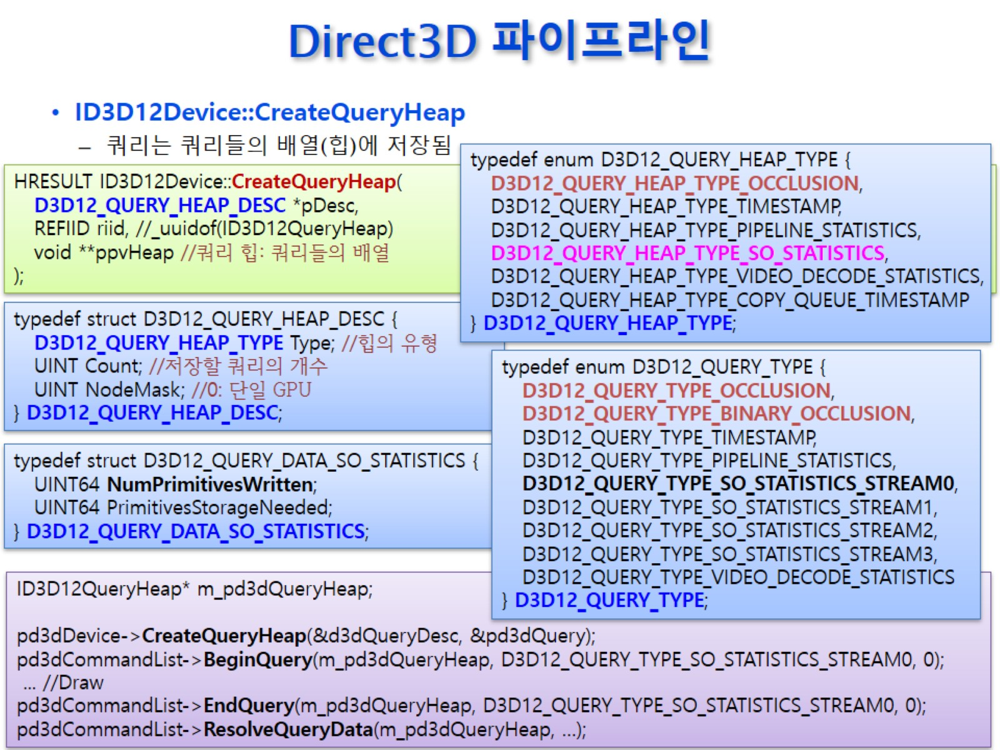 Direct3D 파이프라인
• ID3D12Device::CreateQueryHeap
– 쿼리는 쿼리들의 배열(힙)에 저장됨
HRESULT ID3D12Device::CreateQueryHeap(
D3D12_QUERY_HEAP_DESC *pDesc,
REFIID riid, //_uuidof(ID3D12QueryHeap)
void **ppvHeap //쿼리 힙: 쿼리들의 배열
);
typedef enum D3D12_QUERY_HEAP_TYPE {
D3D12_QUERY_HEAP_TYPE_OCCLUSION,
D3D12_QUERY_HEAP_TYPE_TIMESTAMP,
D3D12_QUERY_HEAP_TYPE_PIPELINE_STATISTICS,
D3D12_QUERY_HEAP_TYPE_SO_STATISTICS,
D3D12_QUERY_HEAP_TYPE_VIDEO_DECODE_STATISTICS,
D3D12_QUERY_HEAP_TYPE_COPY_QUEUE_TIMESTAMP
} D3D12_QUERY_HEAP_TYPE;
typedef struct D3D12_QUERY_HEAP_DESC {
D3D12_QUERY_HEAP_TYPE Type; //힙의 유형
UINT Count; //저장할 쿼리의 개수
UINT NodeMask; //0: 단일 GPU
} D3D12_QUERY_HEAP_DESC;
typedef enum D3D12_QUERY_TYPE {
D3D12_QUERY_TYPE_OCCLUSION,
D3D12_QUERY_TYPE_BINARY_OCCLUSION,
D3D12_QUERY_TYPE_TIMESTAMP,
D3D12_QUERY_TYPE_PIPELINE_STATISTICS,
D3D12_QUERY_TYPE_SO_STATISTICS_STREAM0,
D3D12_QUERY_TYPE_SO_STATISTICS_STREAM1,
D3D12_QUERY_TYPE_SO_STATISTICS_STREAM2,
D3D12_QUERY_TYPE_SO_STATISTICS_STREAM3,
D3D12_QUERY_TYPE_VIDEO_DECODE_STATISTICS
} D3D12_QUERY_TYPE;
typedef struct D3D12_QUERY_DATA_SO_STATISTICS {
UINT64 NumPrimitivesWritten;
UINT64 PrimitivesStorageNeeded;
} D3D12_QUERY_DATA_SO_STATISTICS;
ID3D12QueryHeap* m_pd3dQueryHeap;
pd3dDevice->CreateQueryHeap(&d3dQueryDesc, &pd3dQuery);
pd3dCommandList->BeginQuery(m_pd3dQueryHeap, D3D12_QUERY_TYPE_SO_STATISTICS_STREAM0, 0);
... //Draw
pd3dCommandList->EndQuery(m_pd3dQueryHeap, D3D12_QUERY_TYPE_SO_STATISTICS_STREAM0, 0);
pd3dCommandList->ResolveQueryData(m_pd3dQueryHeap, ...);